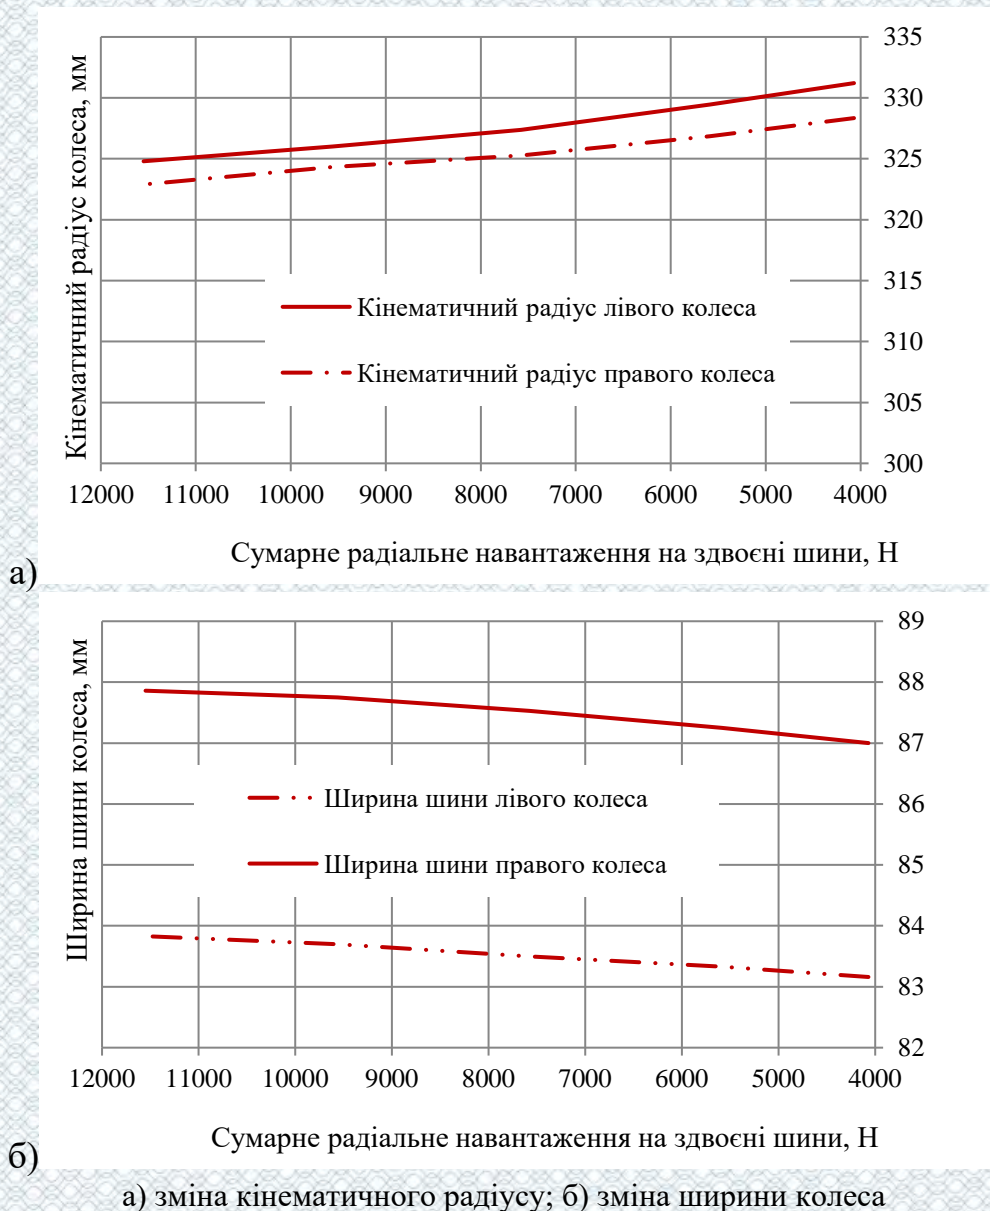 335
330
325
320
315
310
305
300
Кінематичний радіус колеса, мм
Кінематичний радіус лівого колеса
Кінематичний радіус правого колеса
12000 11000 10000 9000 8000 7000 6000 5000 4000
Сумарне радіальне навантаження на здвоєні шини, Н
а)
89
88
87
86
85
84
83
82
Ширина шини колеса, мм
Ширина шини лівого колеса
Ширина шини правого колеса
12000 11000 10000 9000 8000 7000 6000 5000 4000
Сумарне радіальне навантаження на здвоєні шини, Н
б)
а) зміна кінематичного радіусу; б) зміна ширини колеса